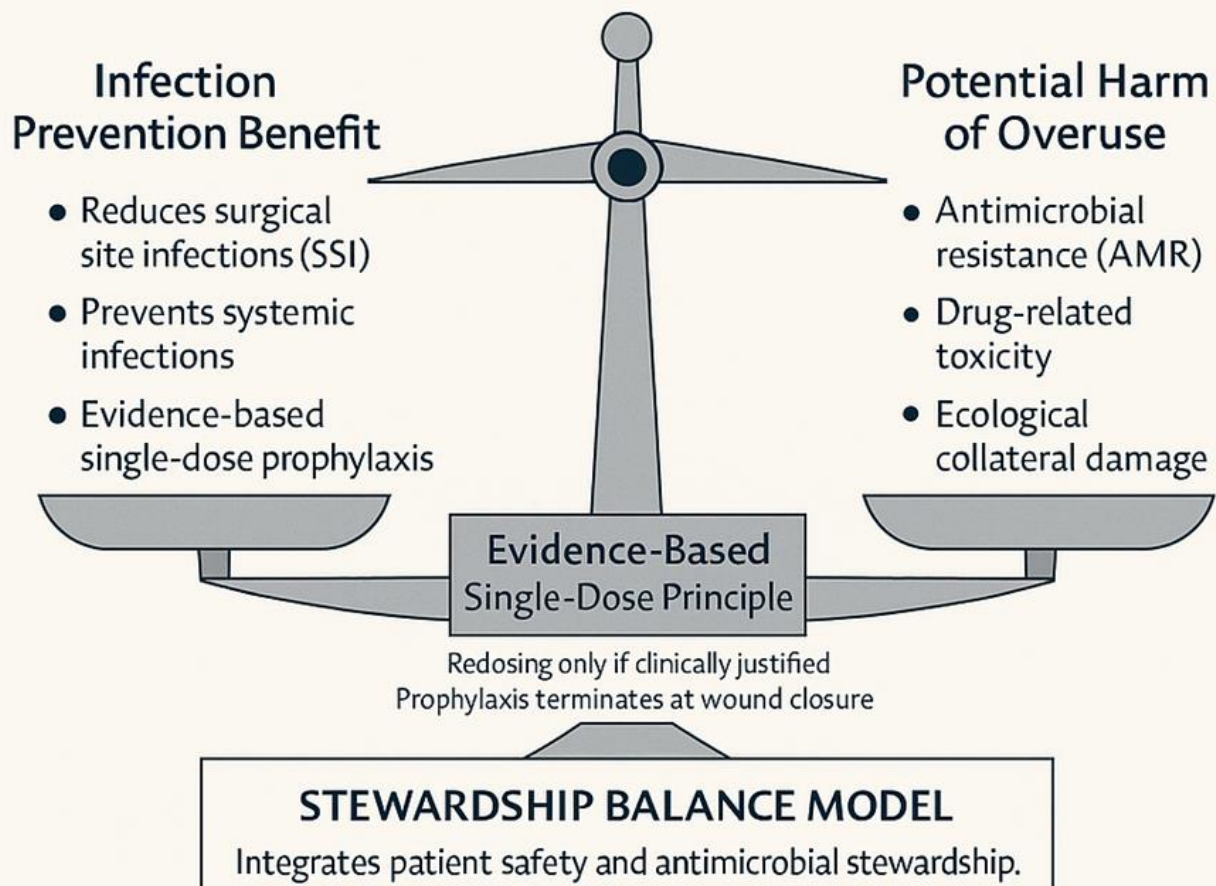 Infection
Prevention Benefit
• Reduces surgical
site infections (SSI)
• Prevents systemic
infections
• Evidence-based
single-dose prophylaxis
Potential Harm
of Overuse
• Antimicrobial
resistance (AMR)
• Drug-related
toxicity
• Ecological
collateral damage
Evidence-Based
Single-Dose Principle
Redosing only if clinically justified
Prophylaxis terminates at wound closure
STEWARDSHIP BALANCE MODEL
Integrates patient safety and antimicrobial stewardship.